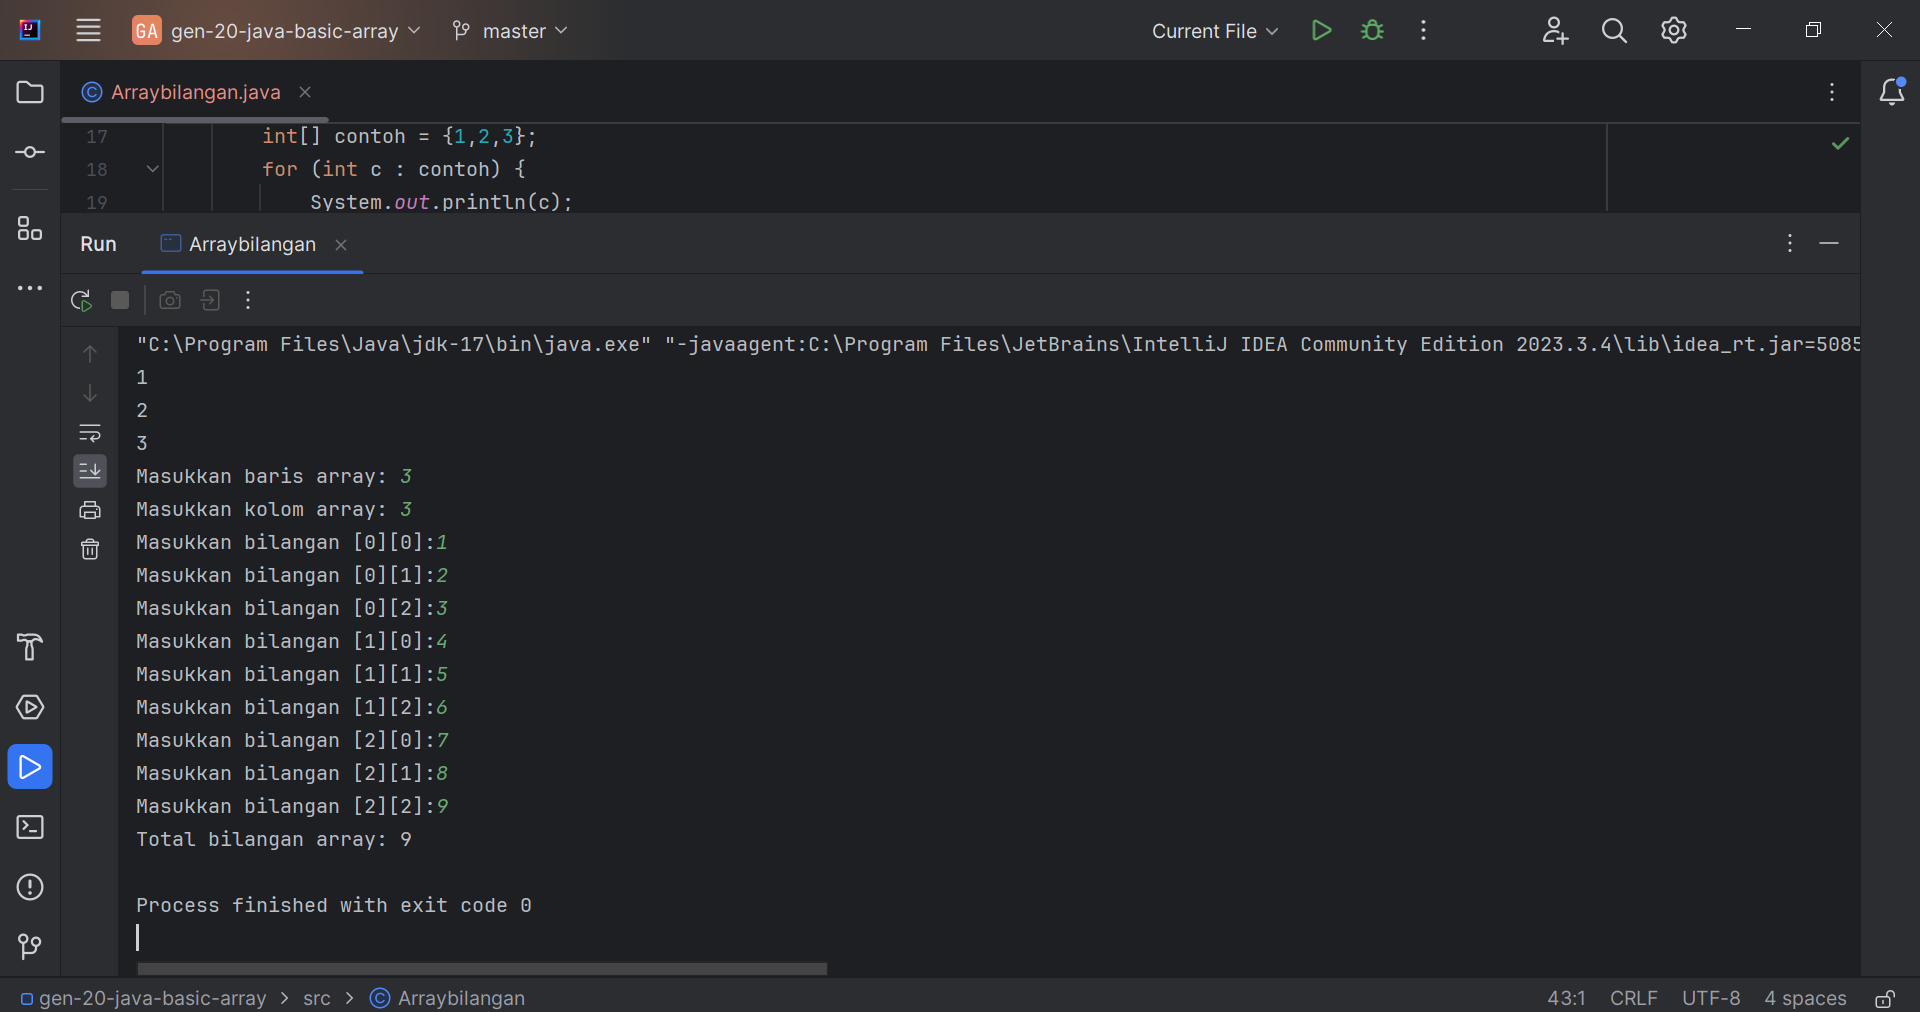 GA gen-20-java-basic-array master Current File
Arraybilangan.java
17 int[] contoh = {1,2,3};
18 for (int c : contoh) {
19 System.out.println(c);
Run Arraybilangan
"C:\Program Files\Java\jdk-17\bin\java.exe" "-javaagent:C:\Program Files\JetBrains\IntelliJ IDEA Community Edition 2023.3.4\lib\idea_rt.jar=5085
1
2
3
Masukkan baris array: 3
Masukkan kolom array: 3
Masukkan bilangan [0][0]:1
Masukkan bilangan [0][1]:2
Masukkan bilangan [0][2]:3
Masukkan bilangan [1][0]:4
Masukkan bilangan [1][1]:5
Masukkan bilangan [1][2]:6
Masukkan bilangan [2][0]:7
Masukkan bilangan [2][1]:8
Masukkan bilangan [2][2]:9
Total bilangan array: 9
Process finished with exit code 0
gen-20-java-basic-array > src > Arraybilangan 43:1 CRLF UTF-8 4 spaces